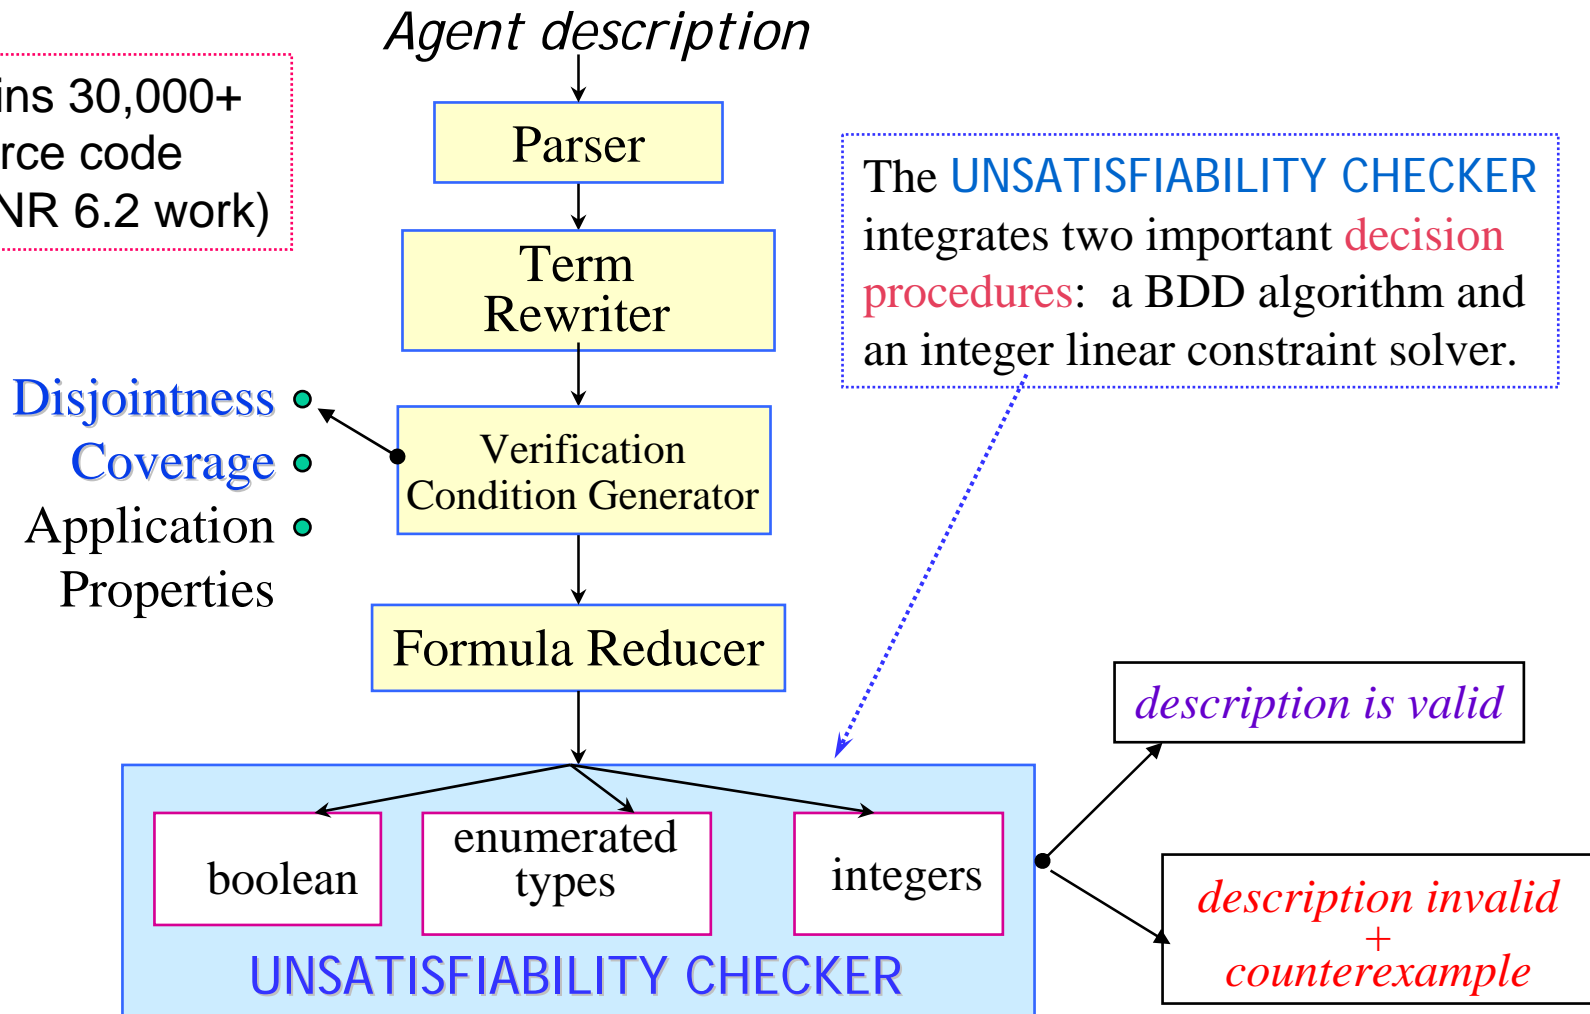 Agent description
ins 30,000+
rce code
NR 6.2 work)
Parser
The UNSATISFIABILITY CHECKER
integrates two important decision
procedures: a BDD algorithm and
an integer linear constraint solver.
Term
Rewriter
Disjointness
Coverage
Application
Properties
Verification
Condition Generator
Formula Reducer
description is valid
boolean
enumerated
types
integers
UNSATISFIABILITY CHECKER
description invalid
+
counterexample